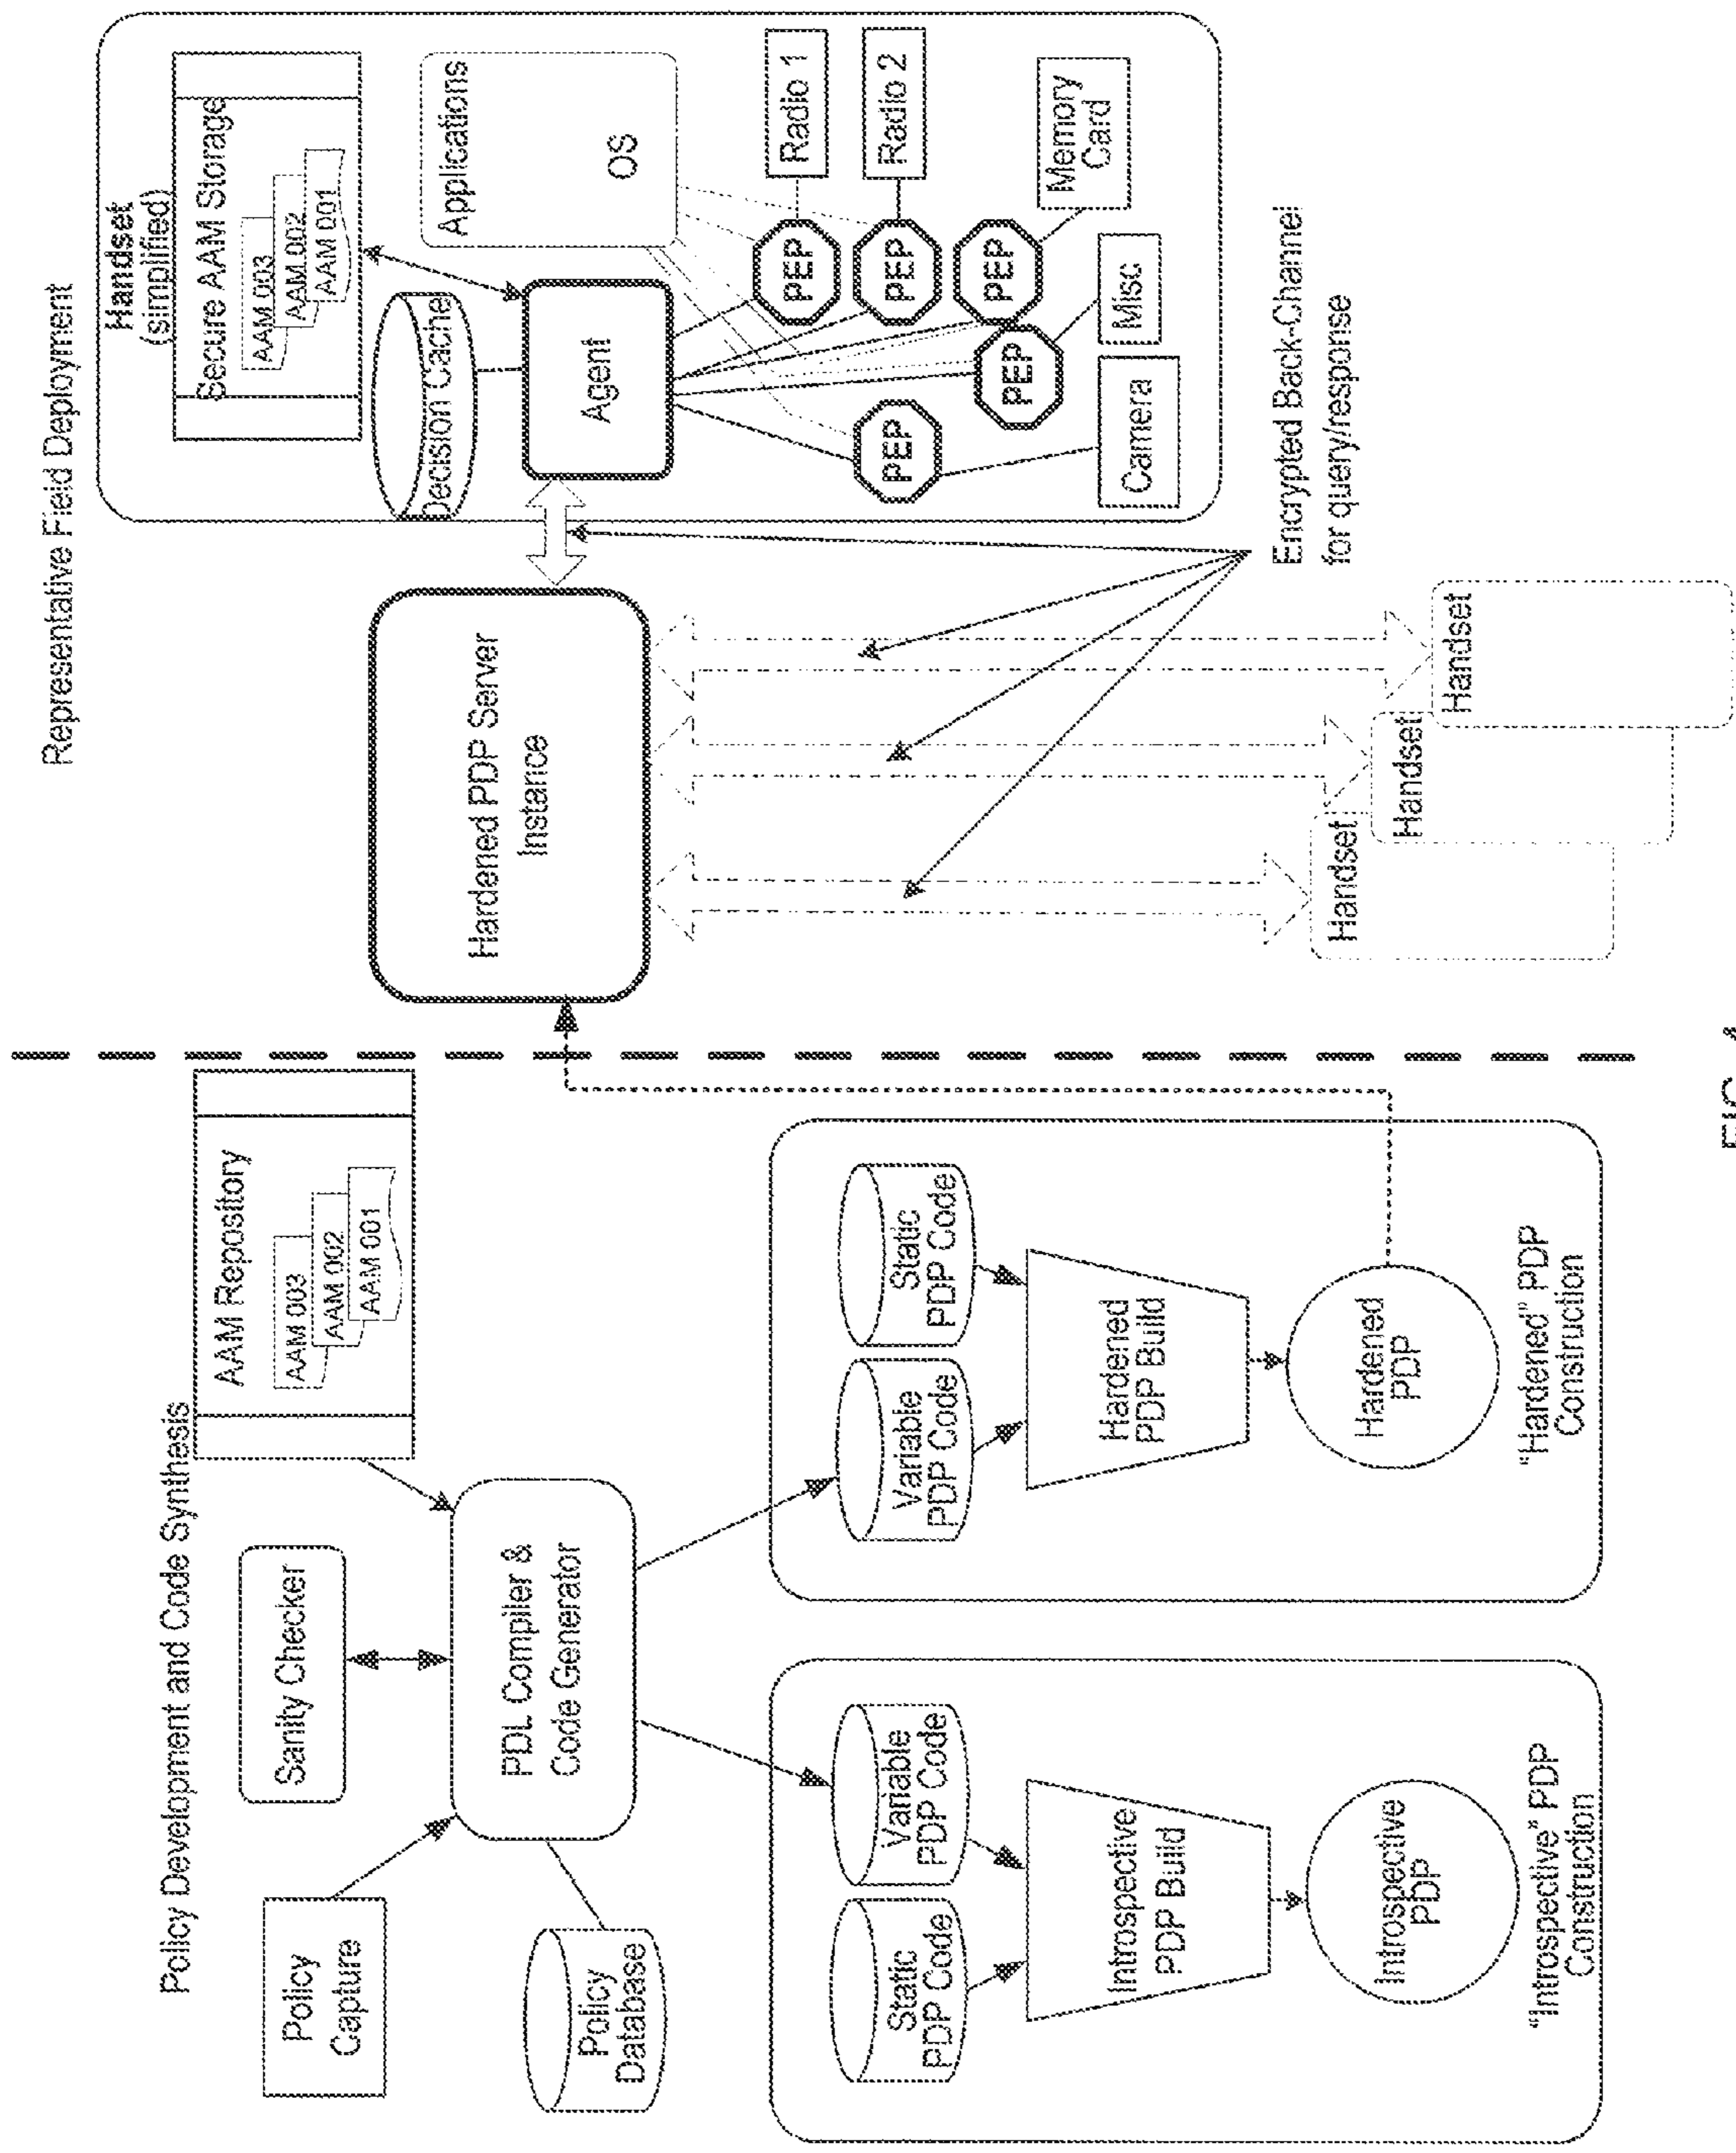 Policy Development and Code Synthesis
Policy
Capture
Sanity Checker
AAM Repository
AAM 003
AAM 002
AAM 001
Policy
Database
PDL Compiler &
Code Generator
Static
PDP Code
Variable
PDP Code
Introspective
PDP Build
Introspective
PDP
"Introspective" PDP
Construction
Variable
PDP Code
Static
PDP Code
Hardened
PDP Build
Hardened
PDP
"Hardened" PDP
Construction
Representative Field Deployment
Hardened PDP Server
Instance
Handset
(simplified)
Secure AAM Storage
AAM 003
AAM 002
AAM 001
Decision Cache
Agent
Applications
OS
PEP
PEP
PEP
PEP
PEP
Radio 1
Radio 2
Memory
Card
Misc
Camera
Encrypted Back-Channel
for query/response
Handset
Handset
Handset